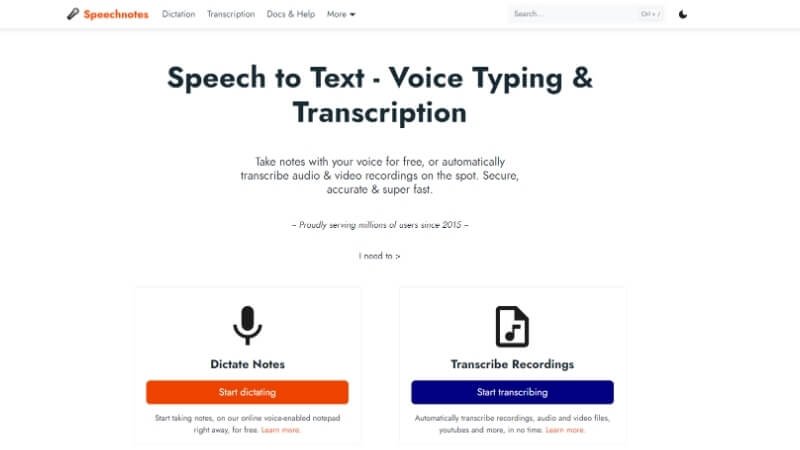 Speechnotes Dictation Transcription Docs & Help More Search... Ctrl + /
Speech to Text - Voice Typing &
Transcription
Take notes with your voice for free, or automatically
transcribe audio & video recordings on the spot. Secure,
accurate & super fast.
~ Proudly serving millions of users since 2015 ~
I need to >
Dictate Notes
Start dictating
Start taking notes, on our online voice-enabled notepad
right away, for free. Learn more.
Transcribe Recordings
Start transcribing
Automatically transcribe recordings, audio and video files,
youtubes and more, in no time. Learn more.